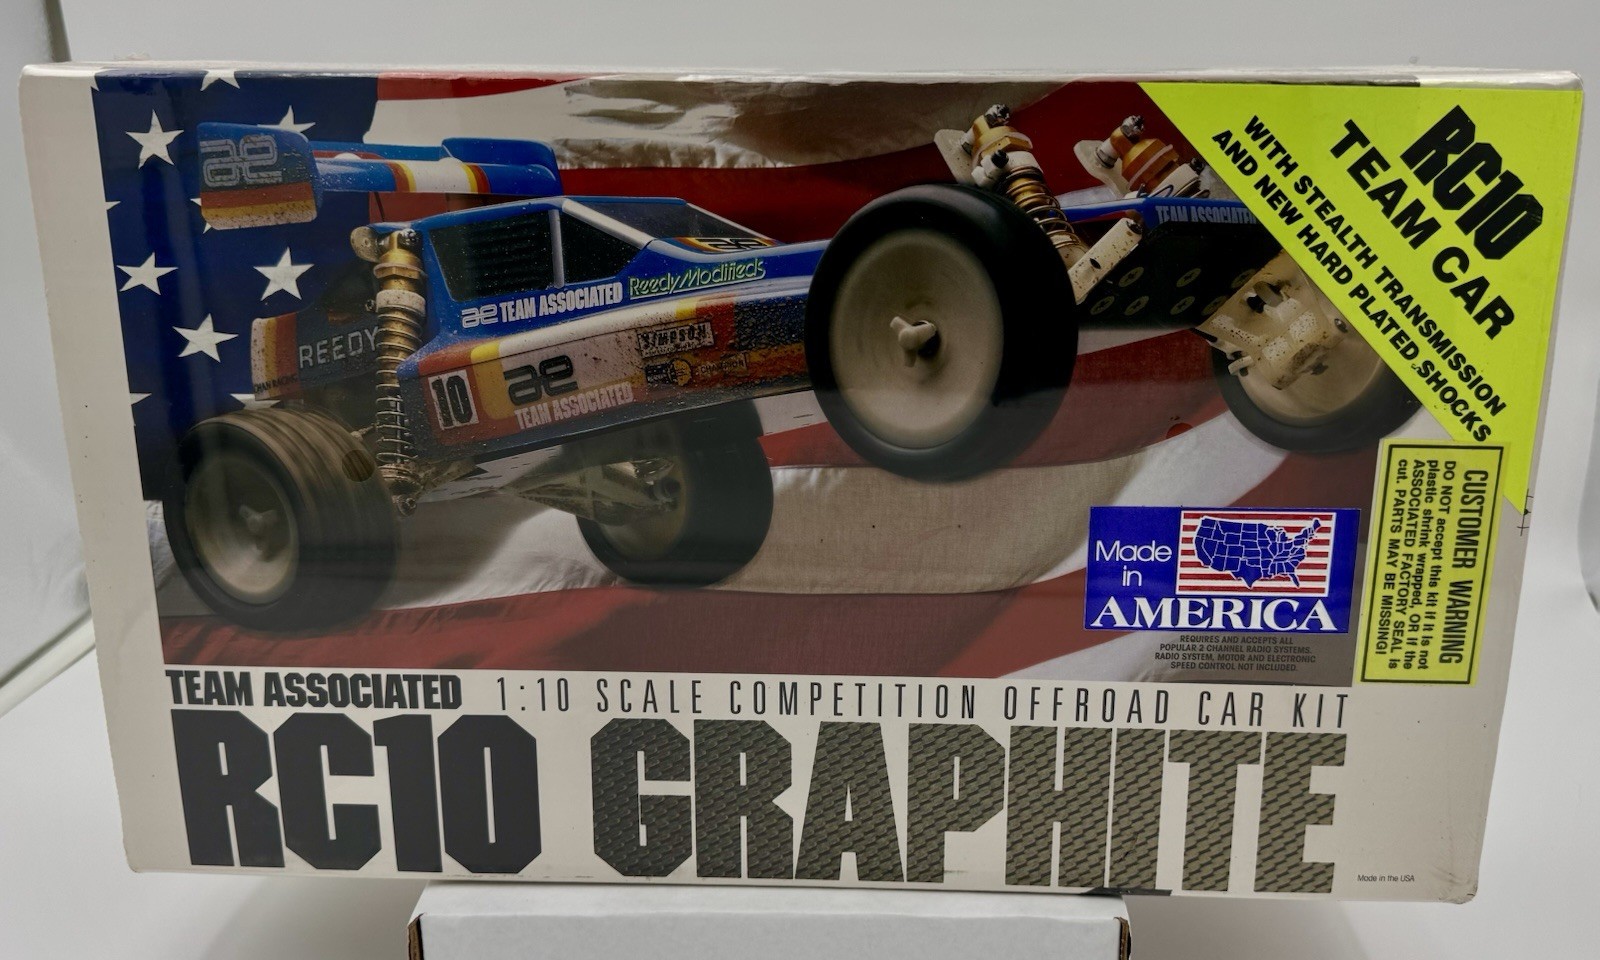 ae
ae
TEAM ASSOCIATED
RC10
TEAM CAR
WITH STEALTH TRANSMISSION
AND NEW HARD PLATED SHOCKS
Reedy Modifieds
ae TEAM ASSOCIATED
REEDY
SIMPSON
CHAMPION
10 ae
TEAM ASSOCIATED
CUSTOMER WARNING
DO NOT accept this kit if it is not
plastic shrink wrapped, OR if the
ASSOCIATED FACTORY SEAL is
cut. PARTS MAY BE MISSING!
Made
in
AMERICA
REQUIRES AND ACCEPTS ALL
POPULAR 2 CHANNEL RADIO SYSTEMS.
RADIO SYSTEM, MOTOR AND ELECTRONIC
SPEED CONTROL NOT INCLUDED.
TEAM ASSOCIATED 1:10 SCALE COMPETITION OFFROAD CAR KIT
RC10 GRAPHITE
Made in the USA